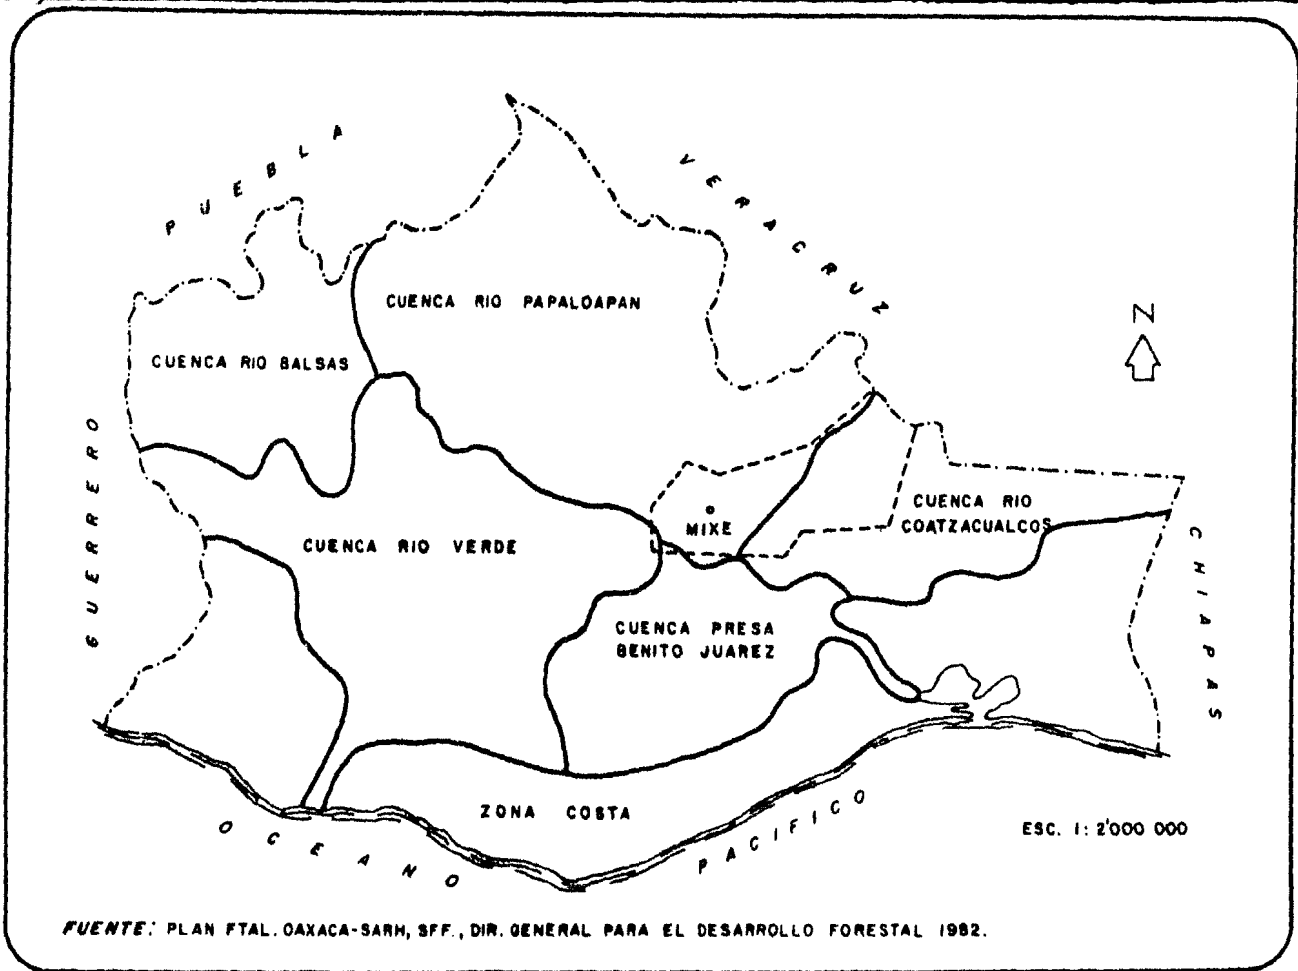 PUEBLA
VERACRUZ
N
CUENCA RIO PAPALOAPAN
CUENCA RIO BALSAS
GUERRERO
CUENCA RIO
COATZACUALCOS
MIXE
CUENCA RIO VERDE
CHIAPAS
CUENCA PRESA
BENITO JUAREZ
ZONA COSTA
OCEANO PACIFICO
ESC. 1: 2'000 000
FUENTE: PLAN FTAL. OAXACA-SARH, SFF., DIR. GENERAL PARA EL DESARROLLO FORESTAL 1982.